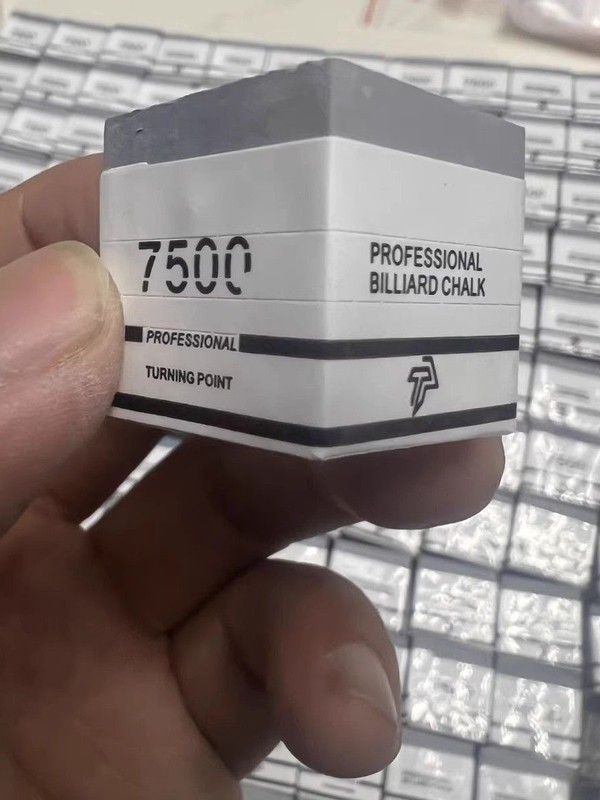 7500
PROFESSIONAL
TURNING POINT
PROFESSIONAL
BILLIARD CHALK